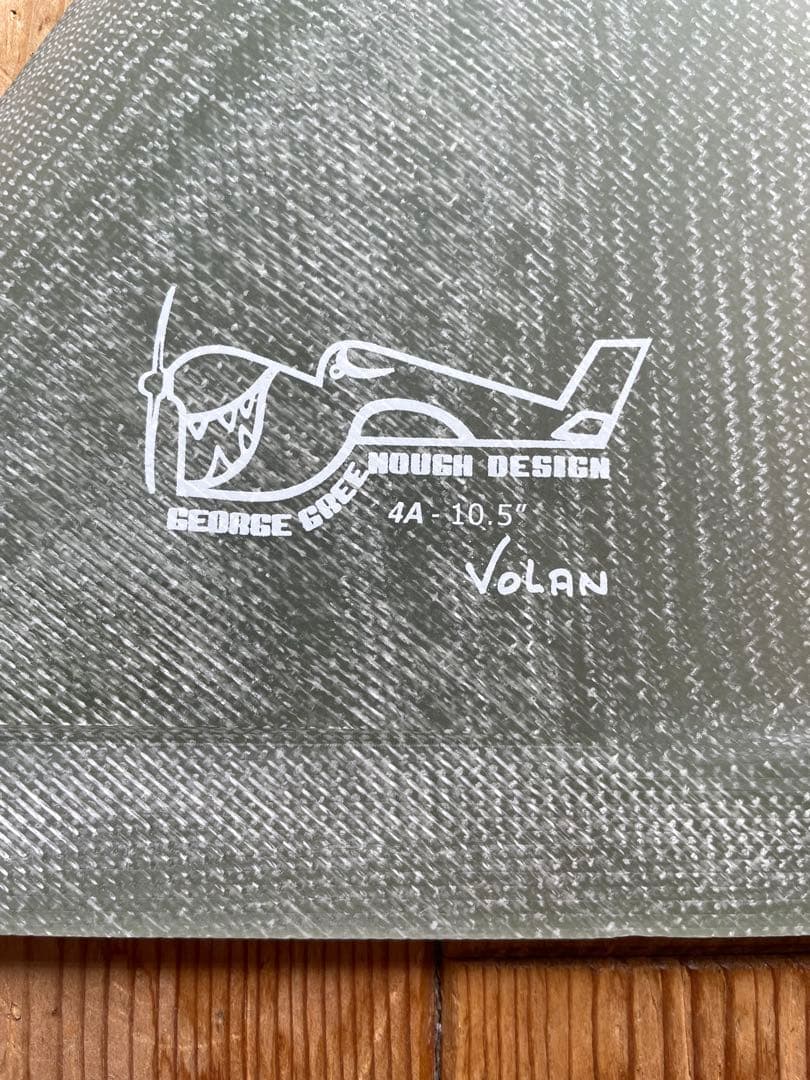 GEORGE GREENOUGH DESIGN
4A - 10.5"
VOLAN